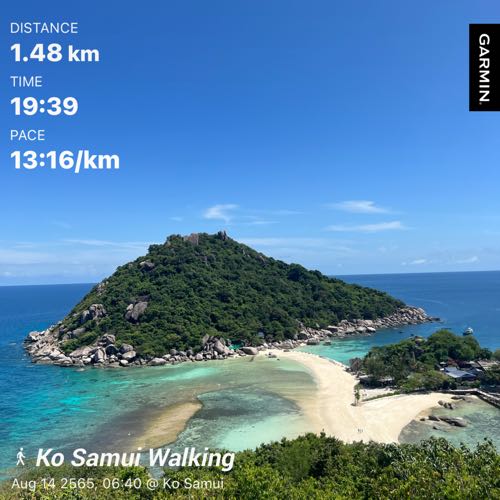 DISTANCE
1.48 km
TIME
19:39
PACE
13:16/km
GARMIN.
Ko Samui Walking
Aug 14 2565, 06:40 @ Ko Samui